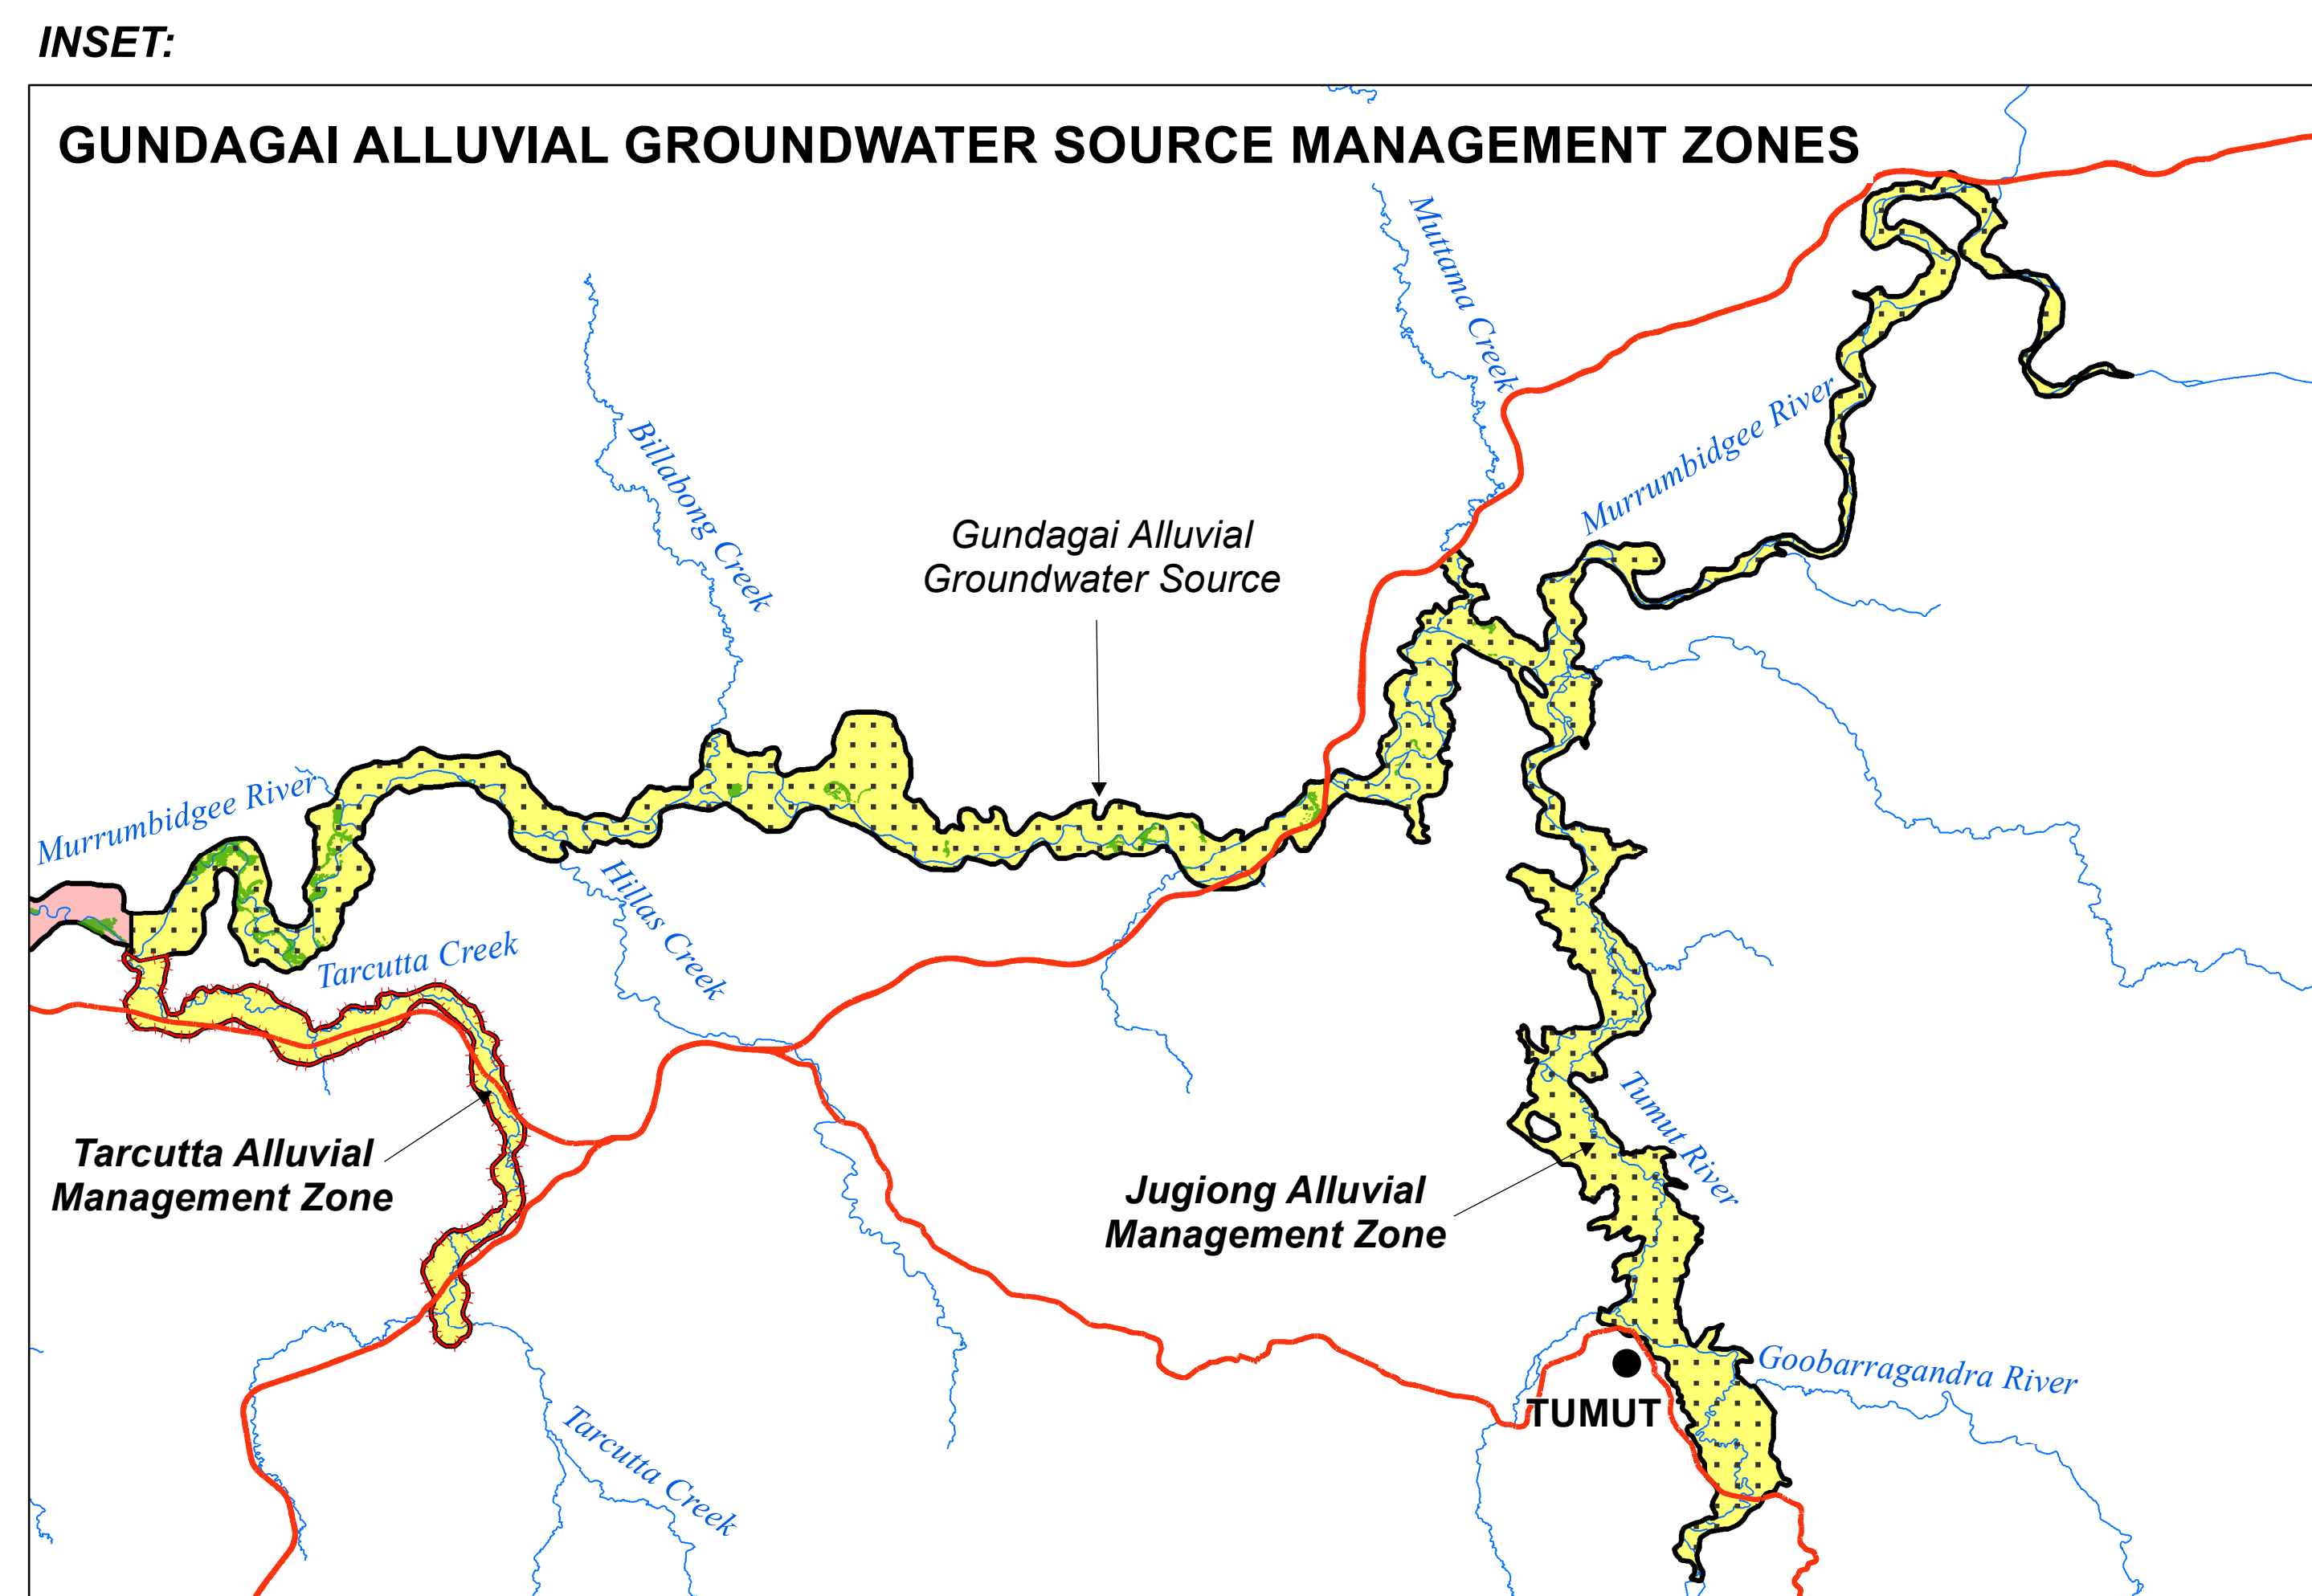 INSET:
GUNDAGAI ALLUVIAL GROUNDWATER SOURCE MANAGEMENT ZONES
Muttama Creek
Murrumbidgee River
Billabong Creek
Gundagai Alluvial
Groundwater Source
Murrumbidgee River
Hillas Creek
Tarcutta Creek
Tumut River
Tarcutta Alluvial
Management Zone
Jugiong Alluvial
Management Zone
Goobarragandra River
TUMUT
Tarcutta Creek